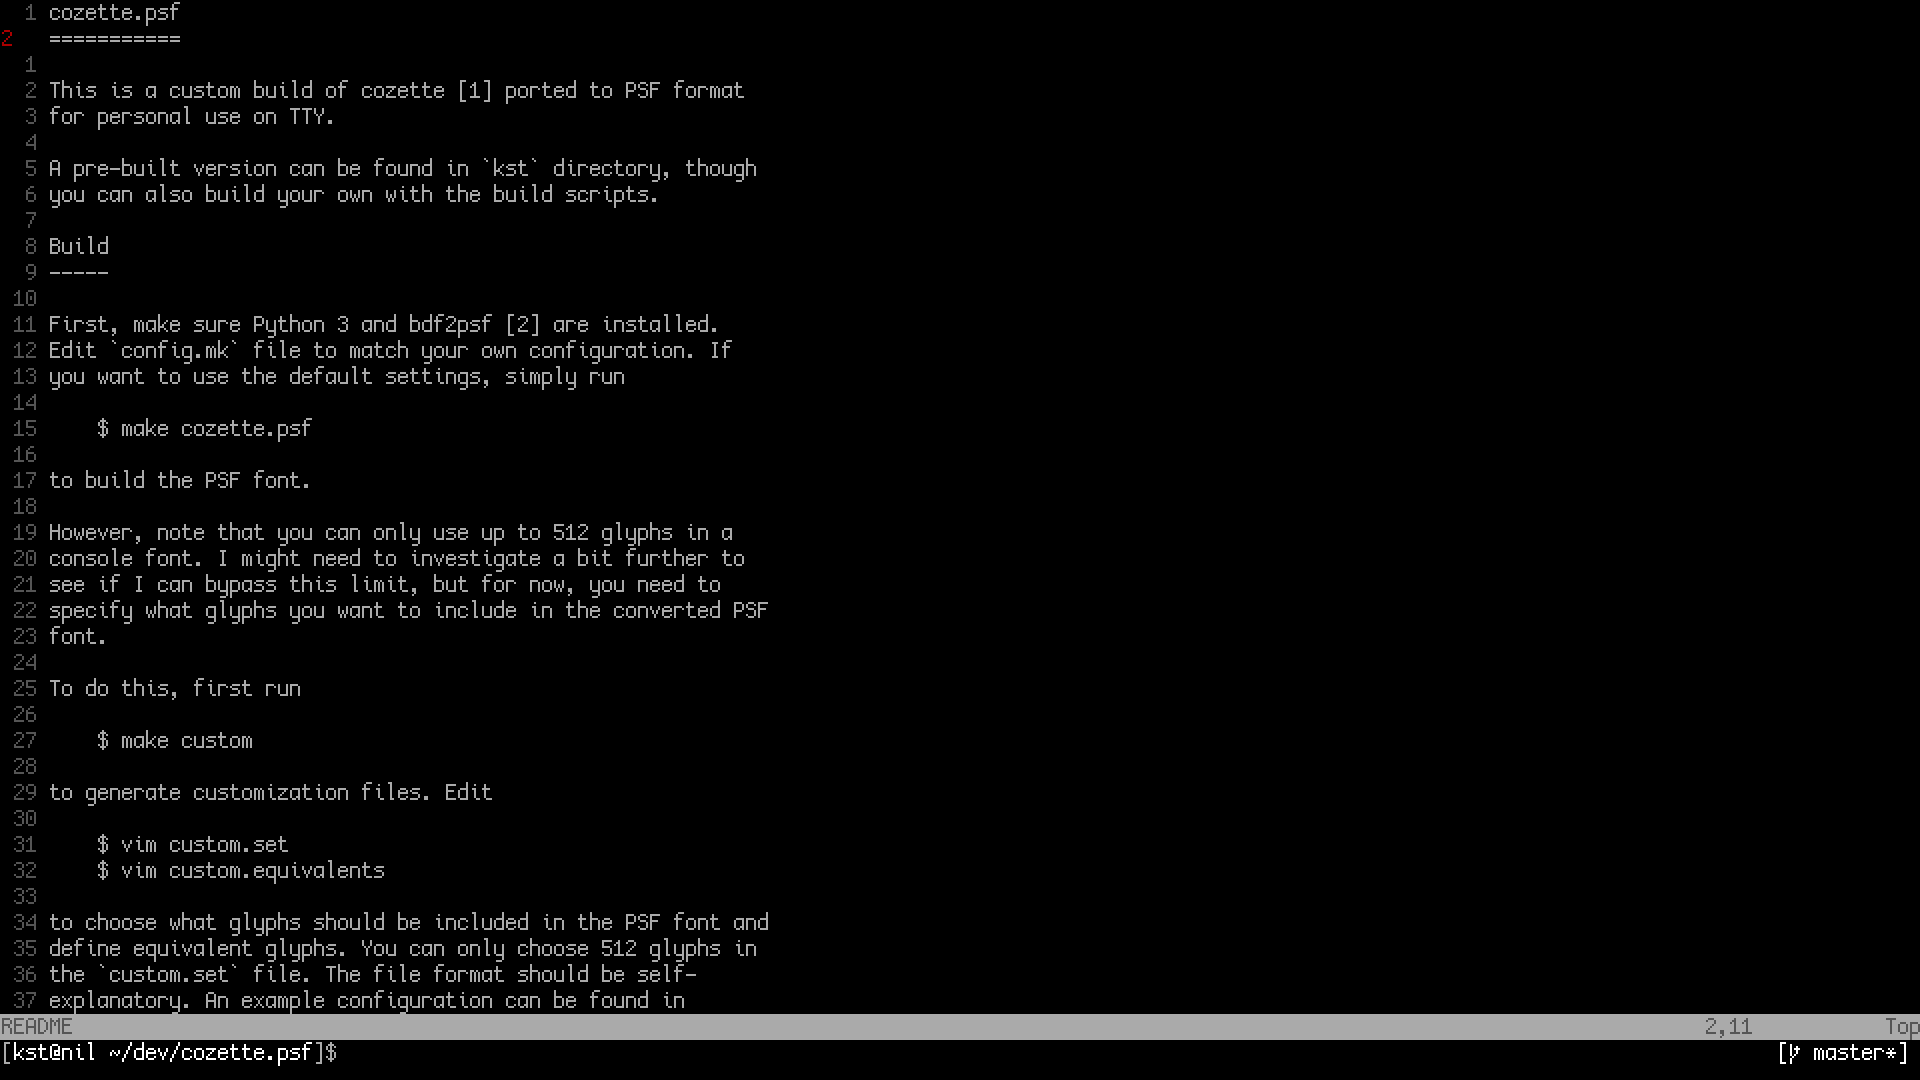 1 cozette.psf
2 ===========
1
2 This is a custom build of cozette [1] ported to PSF format
3 for personal use on TTY.
4
5 A pre-built version can be found in `kst` directory, though
6 you can also build your own with the build scripts.
7
8 Build
9 -----
10
11 First, make sure Python 3 and bdf2psf [2] are installed.
12 Edit `config.mk` file to match your own configuration. If
13 you want to use the default settings, simply run
14
15     $ make cozette.psf
16
17 to build the PSF font.
18
19 However, note that you can only use up to 512 glyphs in a
20 console font. I might need to investigate a bit further to
21 see if I can bypass this limit, but for now, you need to
22 specify what glyphs you want to include in the converted PSF
23 font.
24
25 To do this, first run
26
27     $ make custom
28
29 to generate customization files. Edit
30
31     $ vim custom.set
32     $ vim custom.equivalents
33
34 to choose what glyphs should be included in the PSF font and
35 define equivalent glyphs. You can only choose 512 glyphs in
36 the `custom.set` file. The file format should be self-
37 explanatory. An example configuration can be found in
README 2,11 Top
[kst@nil ~/dev/cozette.psf]$ [ master*]